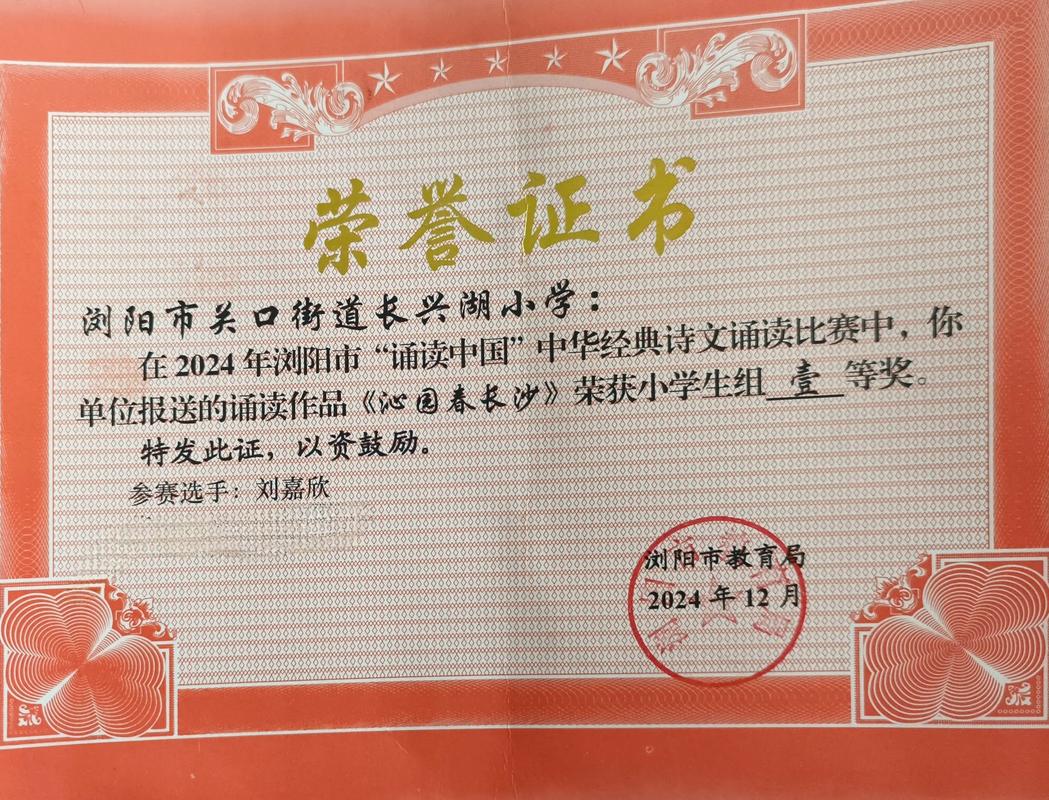 荣誉证书
浏阳市关口街道长兴湖小学：
在2024年浏阳市“诵读中国”中华经典诗文诵读比赛中，你
单位报送的诵读作品《沁园春长沙》荣获小学生组 壹 等奖。
特发此证，以资鼓励。
参赛选手：刘嘉欣
浏阳市教育局
2024年12月